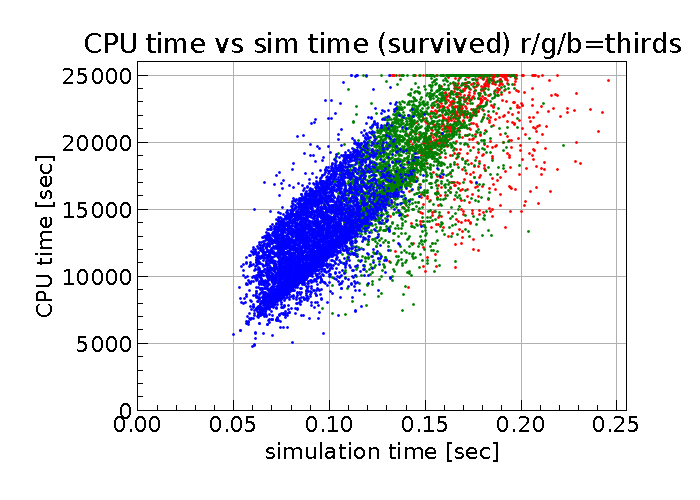 CPU time vs sim time (survived) r/g/b=thirds
25000
20000
15000
10000
5000
0
CPU time [sec]
0.00 0.05 0.10 0.15 0.20 0.25
simulation time [sec]